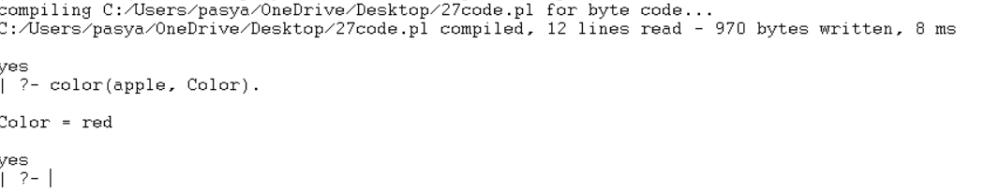 compiling C:/Users/pasya/OneDrive/Desktop/27code.pl for byte code...
C:/Users/pasya/OneDrive/Desktop/27code.pl compiled, 12 lines read - 970 bytes written, 8 ms
yes
| ?- color(apple, Color).
Color = red
yes
| ?-